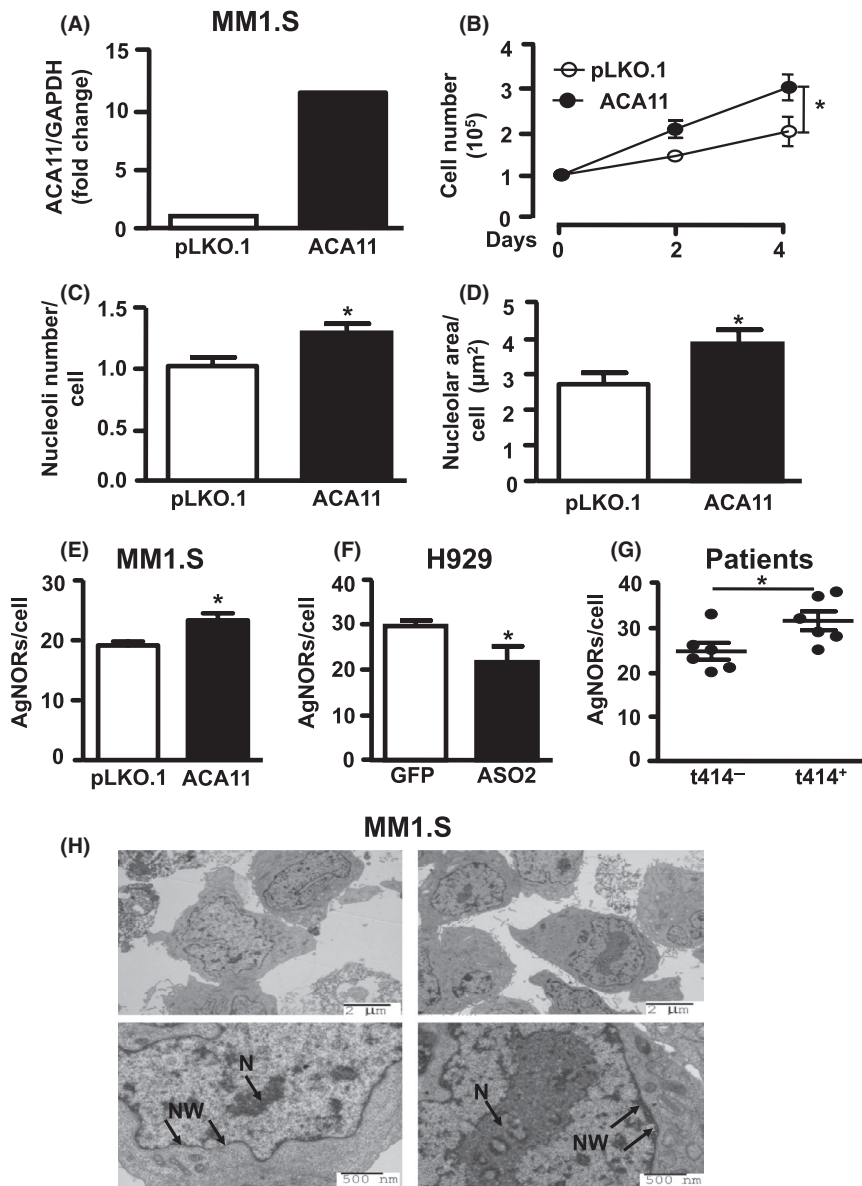 (A) MM1.S
ACA11/GAPDH
(fold change)
15
10
5
0
pLKO.1 ACA11
(B)
pLKO.1
ACA11
Cell number
(10⁵)
4
3
2
1
0
*
Days
0 2 4
(C)
Nucleoli number/
cell
1.5
1.0
0.5
0.0
*
pLKO.1 ACA11
(D)
Nucleolar area/
cell (μm²)
5
4
3
2
1
0
*
pLKO.1 ACA11
(E) MM1.S
AgNORs/cell
30
20
10
0
*
pLKO.1 ACA11
(F) H929
AgNORs/cell
40
30
20
10
0
*
GFP ASO2
(G) Patients
AgNORs/cell
40
30
20
10
0
*
t414⁻ t414⁺
MM1.S
(H)
2 μm
2 μm
N
NW
500 nm
N
NW
500 nm